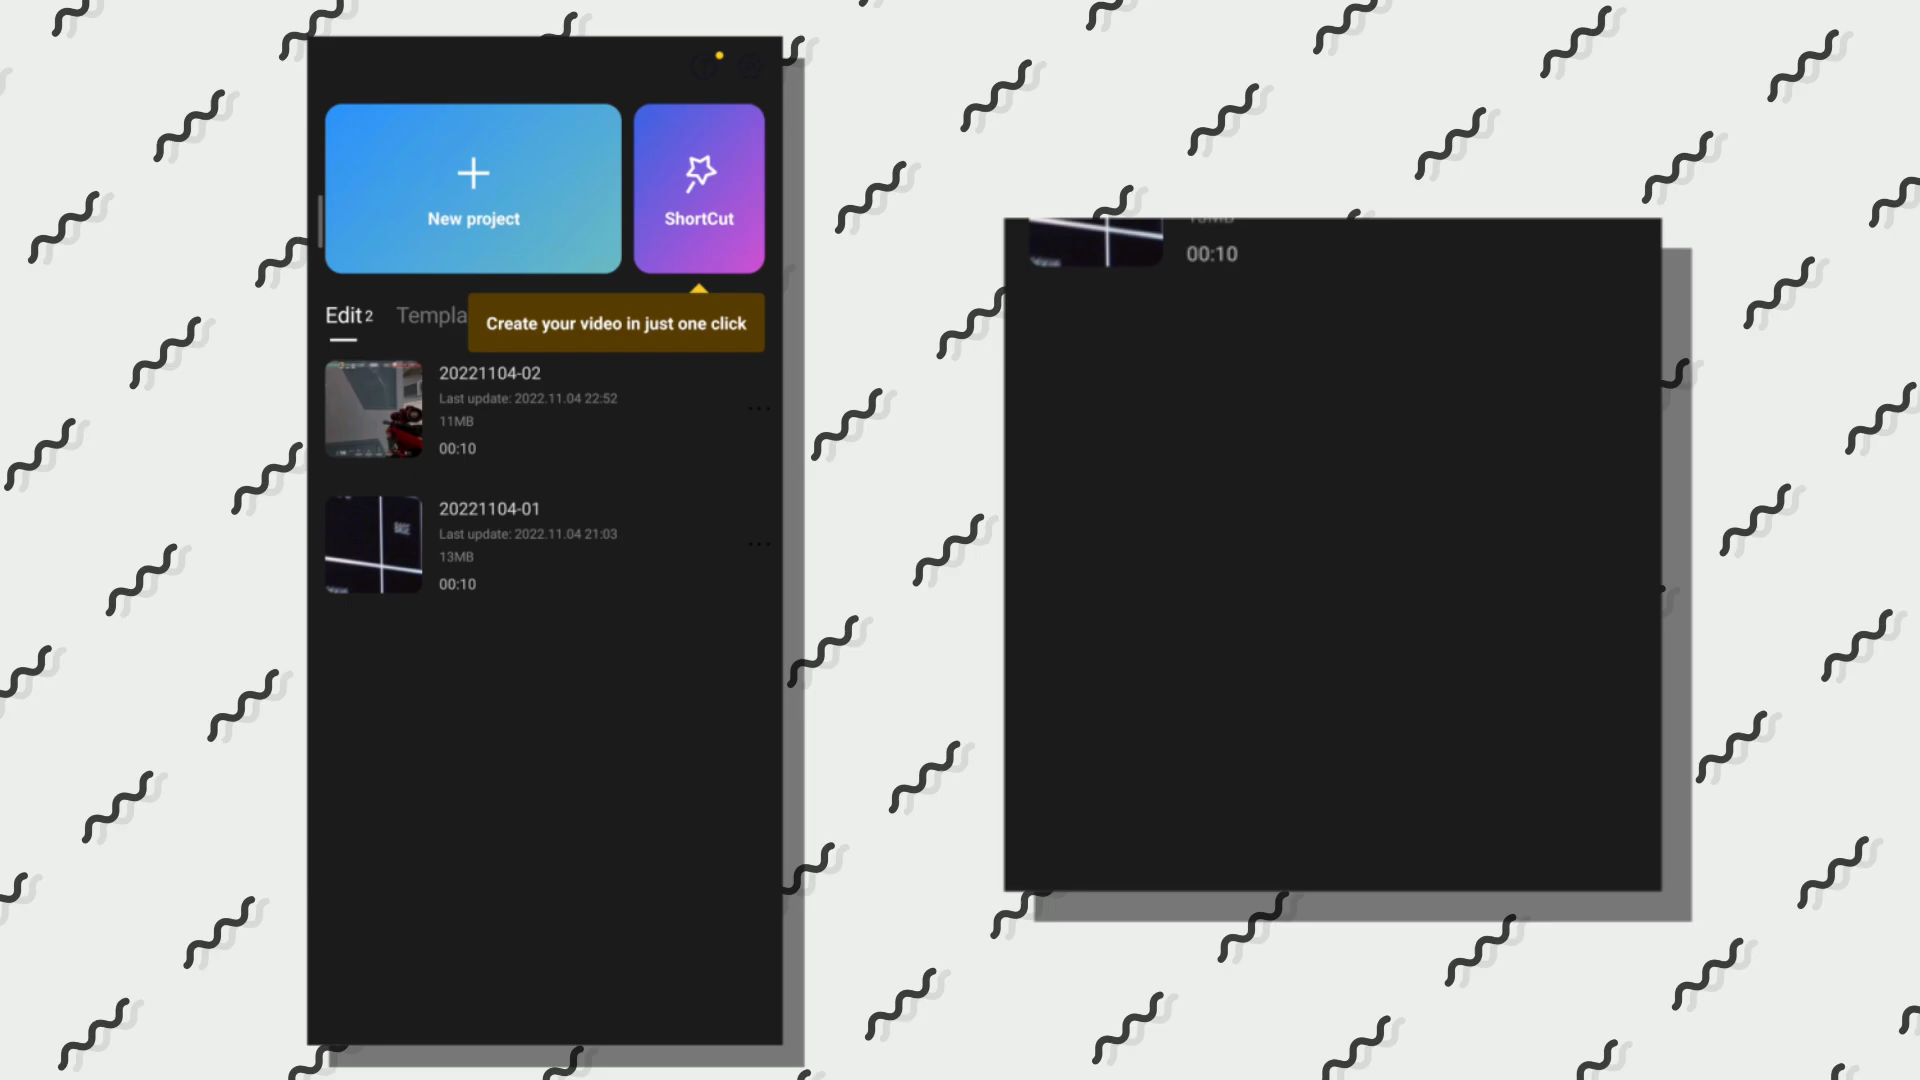 New project
ShortCut
Edit 2
Templa
Create your video in just one click
20221104-02
Last update: 2022.11.04 22:52
11MB
00:10
20221104-01
Last update: 2022.11.04 21:03
13MB
00:10
00:10